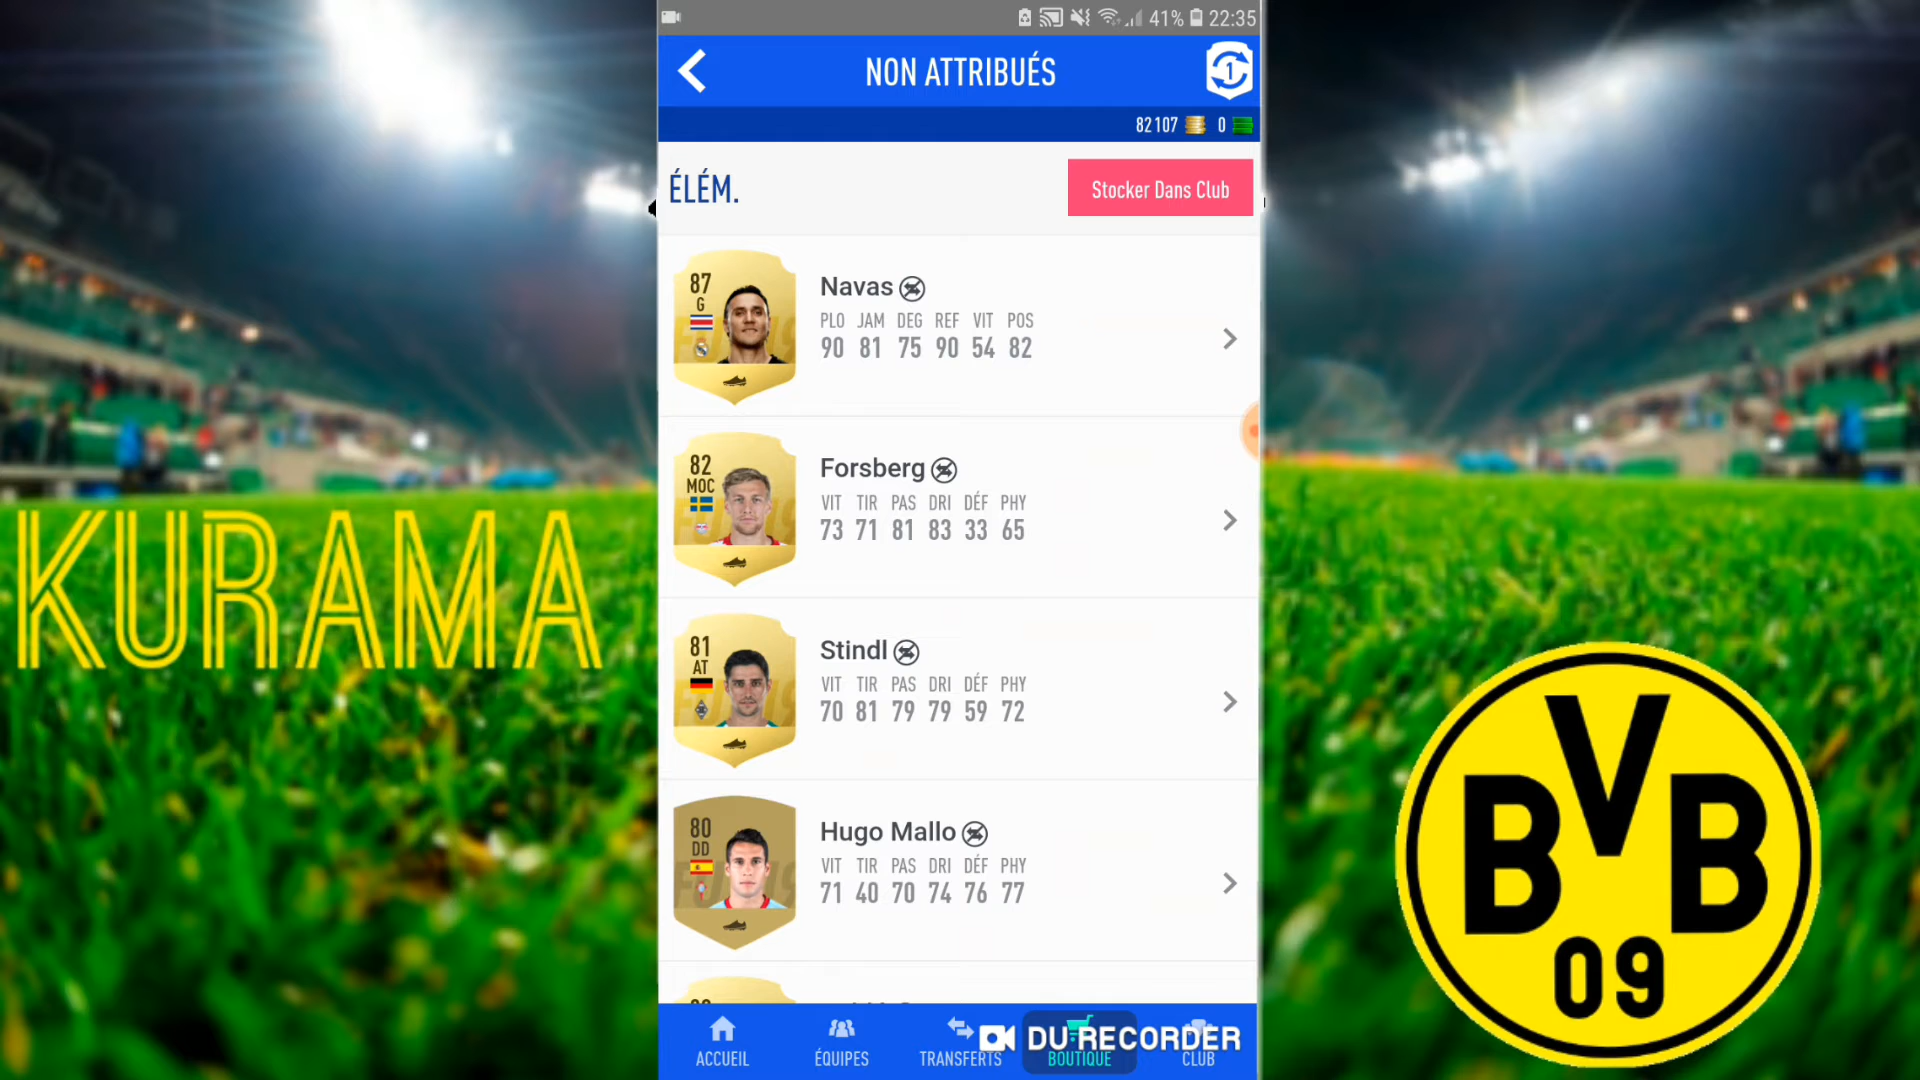 41% 22:35
NON ATTRIBUÉS
1
82107 0
ÉLÉM.
Stocker Dans Club
87
G
Navas
PLO JAM DEG REF VIT POS
90 81 75 90 54 82
82
MOC
Forsberg
VIT TIR PAS DRI DÉF PHY
73 71 81 83 33 65
81
AT
Stindl
VIT TIR PAS DRI DÉF PHY
70 81 79 79 59 72
80
DD
Hugo Mallo
VIT TIR PAS DRI DÉF PHY
71 40 70 74 76 77
ACCUEIL ÉQUIPES TRANSFERTS BOUTIQUE CLUB
DU RECORDER
KURAMA
BVB
09